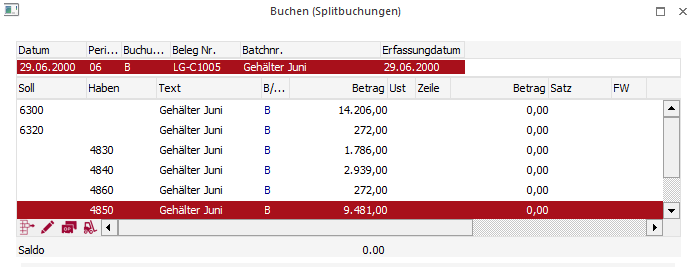 Buchen (Splitbuchungen)
Datum Peri... Buchu... Beleg Nr. Batchnr. Erfassungdatum
29.06.2000 06 B LG-C1005 Gehälter Juni 29.06.2000
Soll Haben Text B/... Betrag Ust Zeile Betrag Satz FW
6300 Gehälter Juni B 14.206,00 0,00
6320 Gehälter Juni B 272,00 0,00
4830 Gehälter Juni B 1.786,00 0,00
4840 Gehälter Juni B 2.939,00 0,00
4860 Gehälter Juni B 272,00 0,00
4850 Gehälter Juni B 9.481,00 0,00
Saldo 0.00